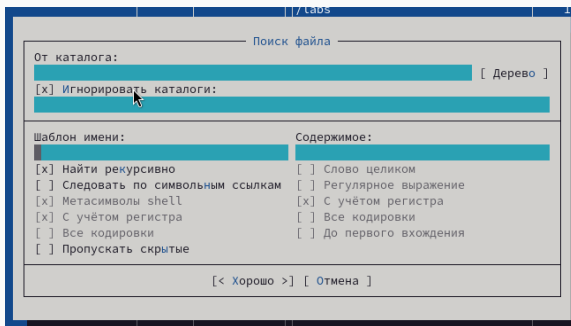 /labs
Поиск файла
От каталога:
[ Дерево ]
[x] Игнорировать каталоги:
Шаблон имени:
[x] Найти рекурсивно
[ ] Следовать по символьным ссылкам
[x] Метасимволы shell
[x] С учётом регистра
[ ] Все кодировки
[ ] Пропускать скрытые
Содержимое:
[ ] Слово целиком
[ ] Регулярное выражение
[x] С учётом регистра
[ ] Все кодировки
[ ] До первого вхождения
[< Хорошо >] [ Отмена ]